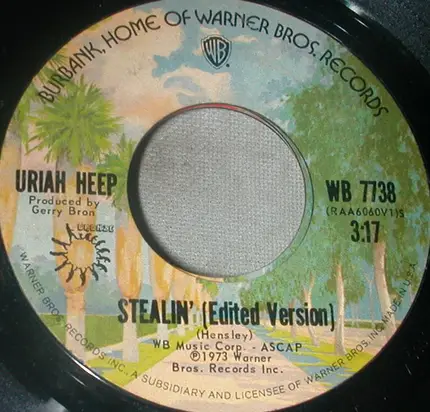 BURBANK, HOME OF WARNER BROS. RECORDS
WB
URIAH HEEP
Produced by
Gerry Bron
BRONZE
WB 7738
(RAA6060V1)S
3:17
STEALIN' (Edited Version)
(Hensley)
WB Music Corp. - ASCAP
℗1973 Warner
Bros. Records Inc.
WARNER BROS. RECORDS INC., A SUBSIDIARY AND LICENSEE OF WARNER BROS. INC. MADE IN U.S.A.